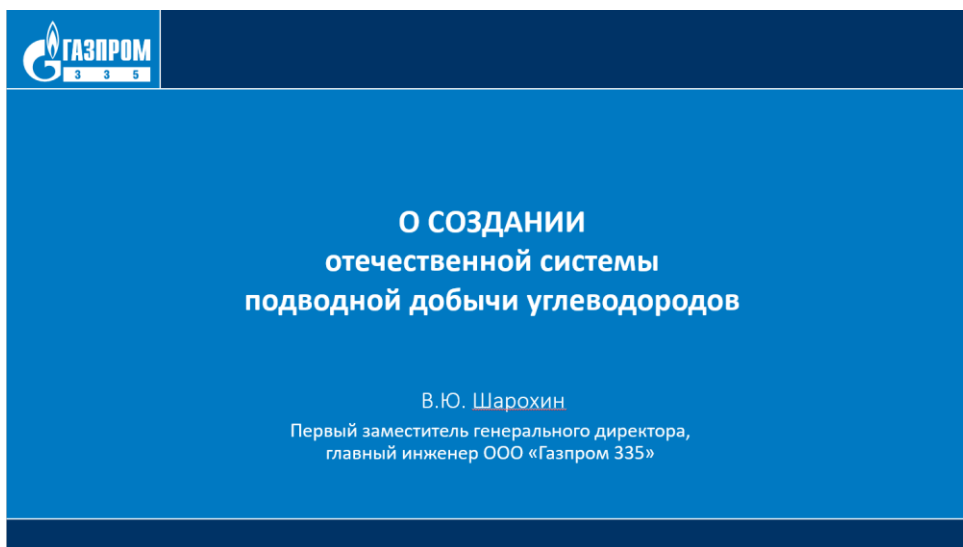 ГАЗПРОМ
3 3 5
О СОЗДАНИИ
отечественной системы
подводной добычи углеводородов
В.Ю. Шарохин
Первый заместитель генерального директора,
главный инженер ООО «Газпром 335»